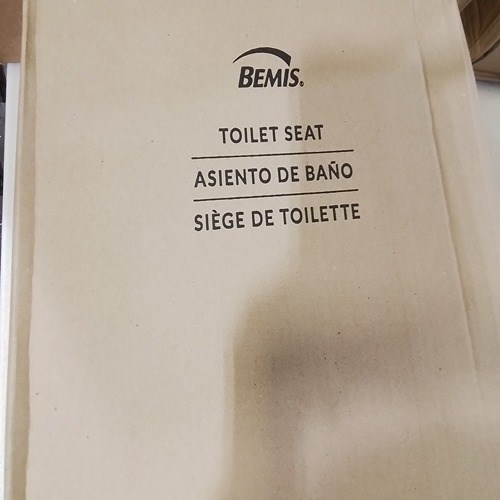 BEMIS®
TOILET SEAT
ASIENTO DE BAÑO
SIÈGE DE TOILETTE